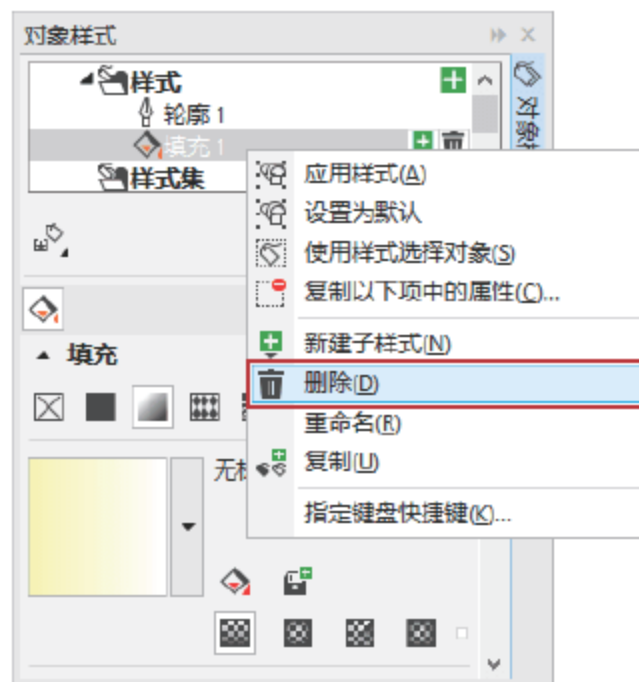 对象样式
样式
轮廓 1
填充 1
样式集
应用样式(A)
设置为默认
使用样式选择对象(S)
复制以下项中的属性(C)...
新建子样式(N)
删除(D)
重命名(R)
复制(U)
指定键盘快捷键(K)...
填充